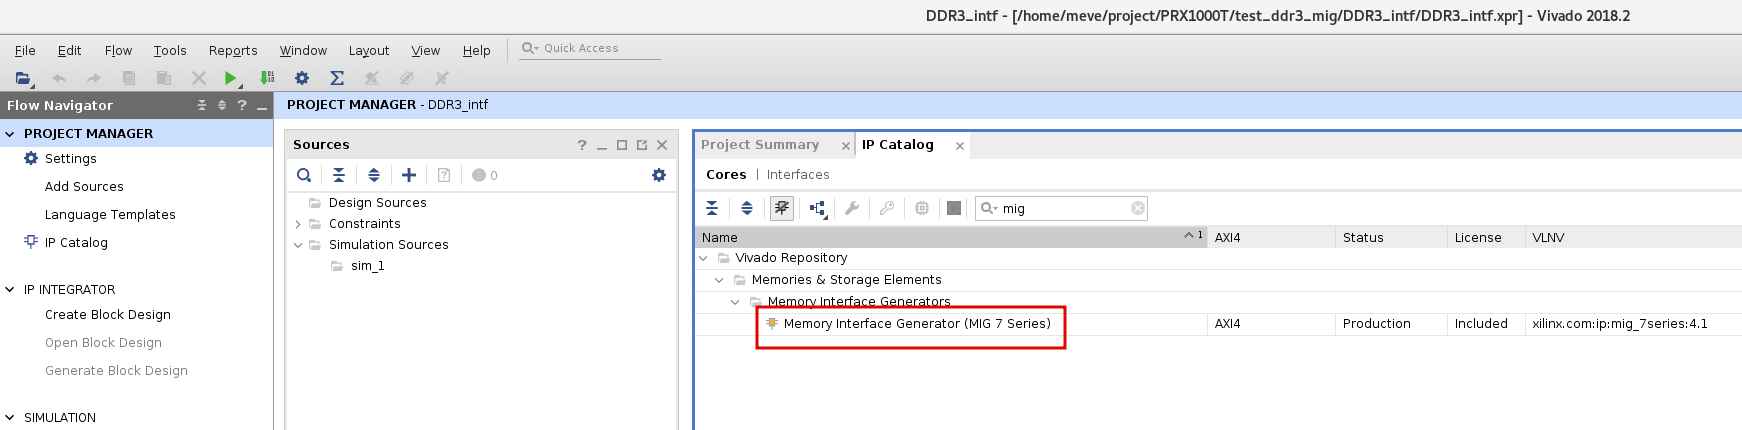 DDR3_intf - [/home/meve/project/PRX1000T/test_ddr3_mig/DDR3_intf/DDR3_intf.xpr] - Vivado 2018.2
File Edit Flow Tools Reports Window Layout View Help Quick Access
Flow Navigator
PROJECT MANAGER - DDR3_intf
PROJECT MANAGER
Settings
Add Sources
Language Templates
IP Catalog
IP INTEGRATOR
Create Block Design
Open Block Design
Generate Block Design
SIMULATION
Sources
0
Design Sources
Constraints
Simulation Sources
sim_1
Project Summary IP Catalog
Cores | Interfaces
mig
Name 1 AXI4 Status License VLNV
Vivado Repository
Memories & Storage Elements
Memory Interface Generators
Memory Interface Generator (MIG 7 Series) AXI4 Production Included xilinx.com:ip:mig_7series:4.1